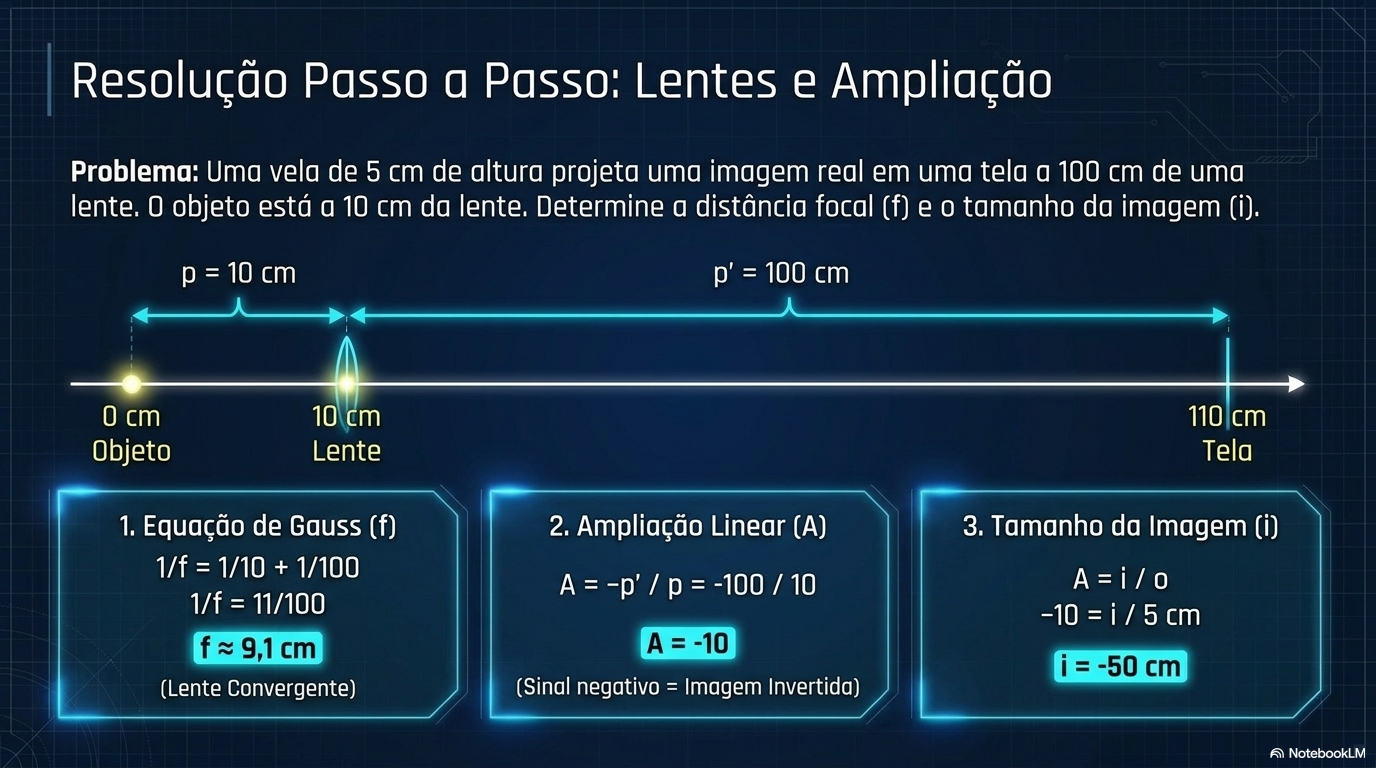 Resolução Passo a Passo: Lentes e Ampliação
Problema: Uma vela de 5 cm de altura projeta uma imagem real em uma tela a 100 cm de uma
lente. O objeto está a 10 cm da lente. Determine a distância focal (f) e o tamanho da imagem (i).
p = 10 cm
p' = 100 cm
0 cm
Objeto
10 cm
Lente
110 cm
Tela
1. Equação de Gauss (f)
1/f = 1/10 + 1/100
1/f = 11/100
f ≈ 9,1 cm
(Lente Convergente)
2. Ampliação Linear (A)
A = −p' / p = -100 / 10
A = -10
(Sinal negativo = Imagem Invertida)
3. Tamanho da Imagem (i)
A = i / o
−10 = i / 5 cm
i = -50 cm
NotebookLM